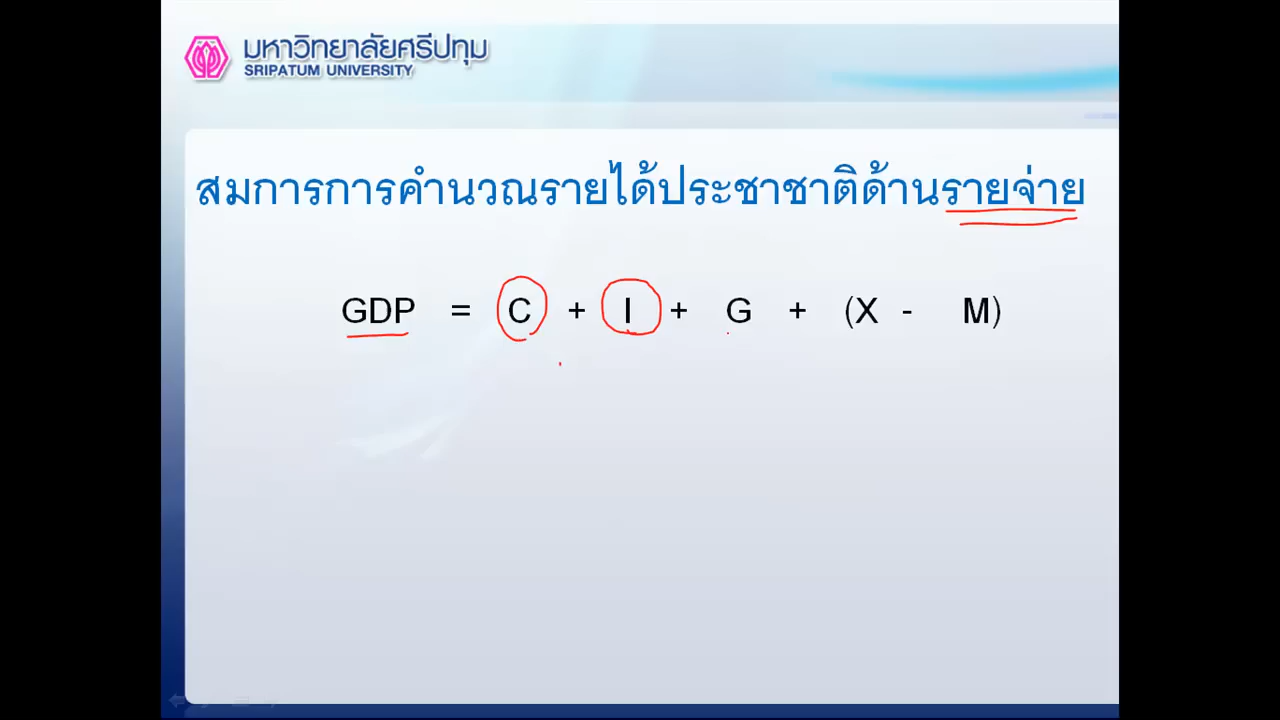 มหาวิทยาลัยศรีปทุม
SRIPATUM UNIVERSITY
สมการการคำนวณรายได้ประชาชาติด้านรายจ่าย
GDP = C + I + G + (X - M)